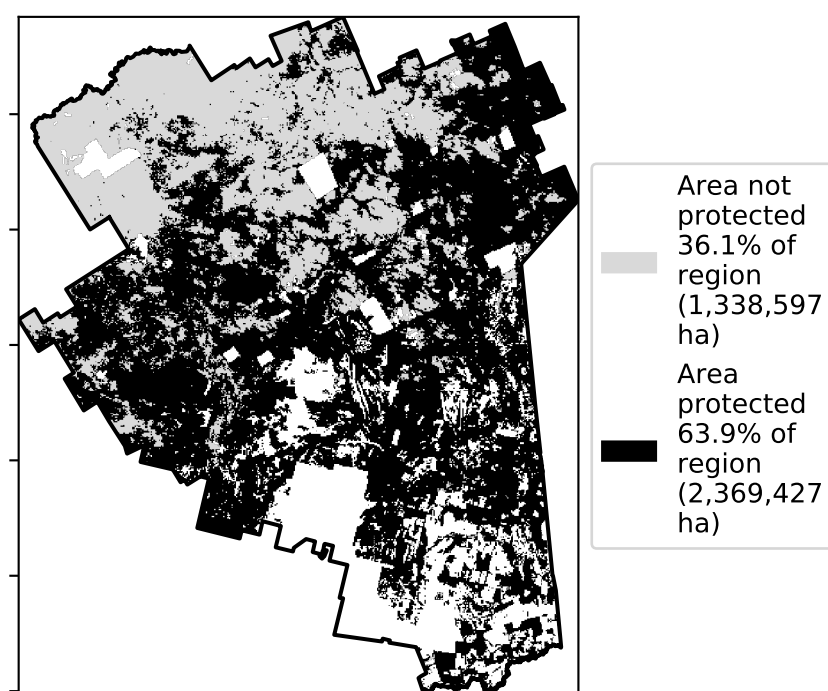 Area not
protected
36.1% of
region
(1,338,597
ha)
Area
protected
63.9% of
region
(2,369,427
ha)